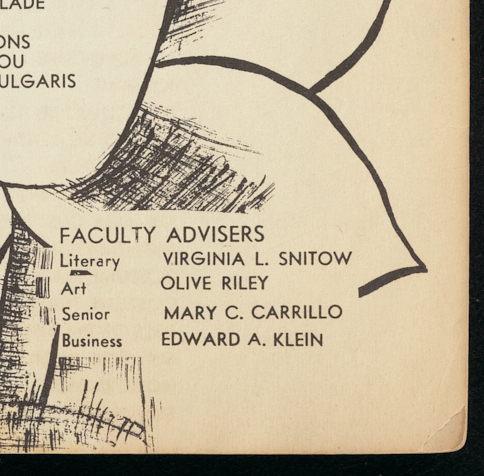 LADE
ONS
OU
ULGARIS
FACULTY ADVISERS
Literary VIRGINIA L. SNITOW
Art OLIVE RILEY
Senior MARY C. CARRILLO
Business EDWARD A. KLEIN